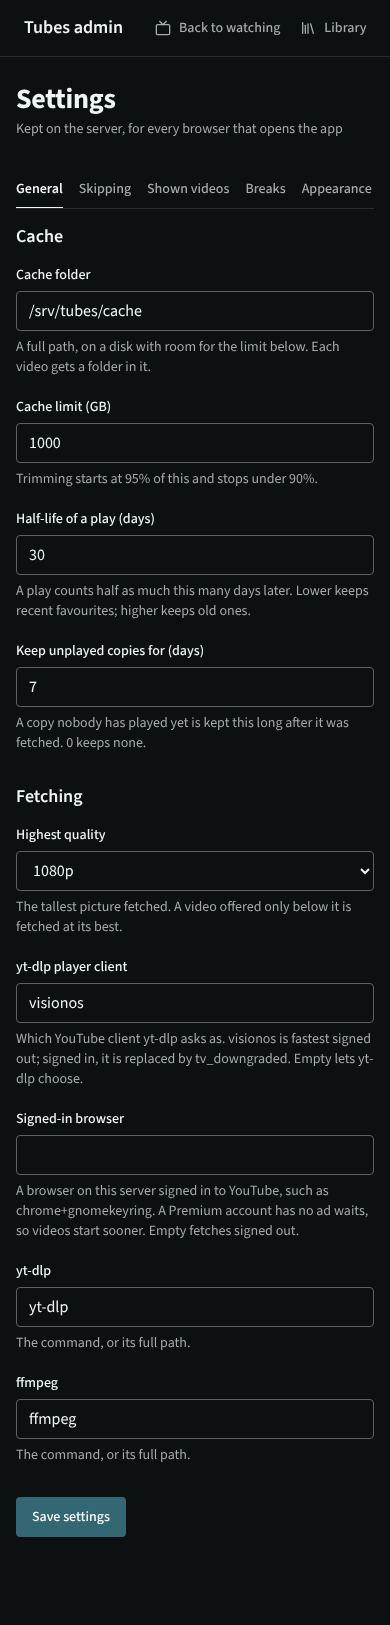 Tubes admin
Back to watching
Library
Settings
Kept on the server, for every browser that opens the app
General
Skipping
Shown videos
Breaks
Appearance
Cache
Cache folder
/srv/tubes/cache
A full path, on a disk with room for the limit below. Each
video gets a folder in it.
Cache limit (GB)
1000
Trimming starts at 95% of this and stops under 90%.
Half-life of a play (days)
30
A play counts half as much this many days later. Lower keeps
recent favourites; higher keeps old ones.
Keep unplayed copies for (days)
7
A copy nobody has played yet is kept this long after it was
fetched. 0 keeps none.
Fetching
Highest quality
1080p
The tallest picture fetched. A video offered only below it is
fetched at its best.
yt-dlp player client
visionos
Which YouTube client yt-dlp asks as. visionos is fastest signed
out; signed in, it is replaced by tv_downgraded. Empty lets yt-
dlp choose.
Signed-in browser
A browser on this server signed in to YouTube, such as
chrome+gnomekeyring. A Premium account has no ad waits,
so videos start sooner. Empty fetches signed out.
yt-dlp
yt-dlp
The command, or its full path.
ffmpeg
ffmpeg
The command, or its full path.
Save settings